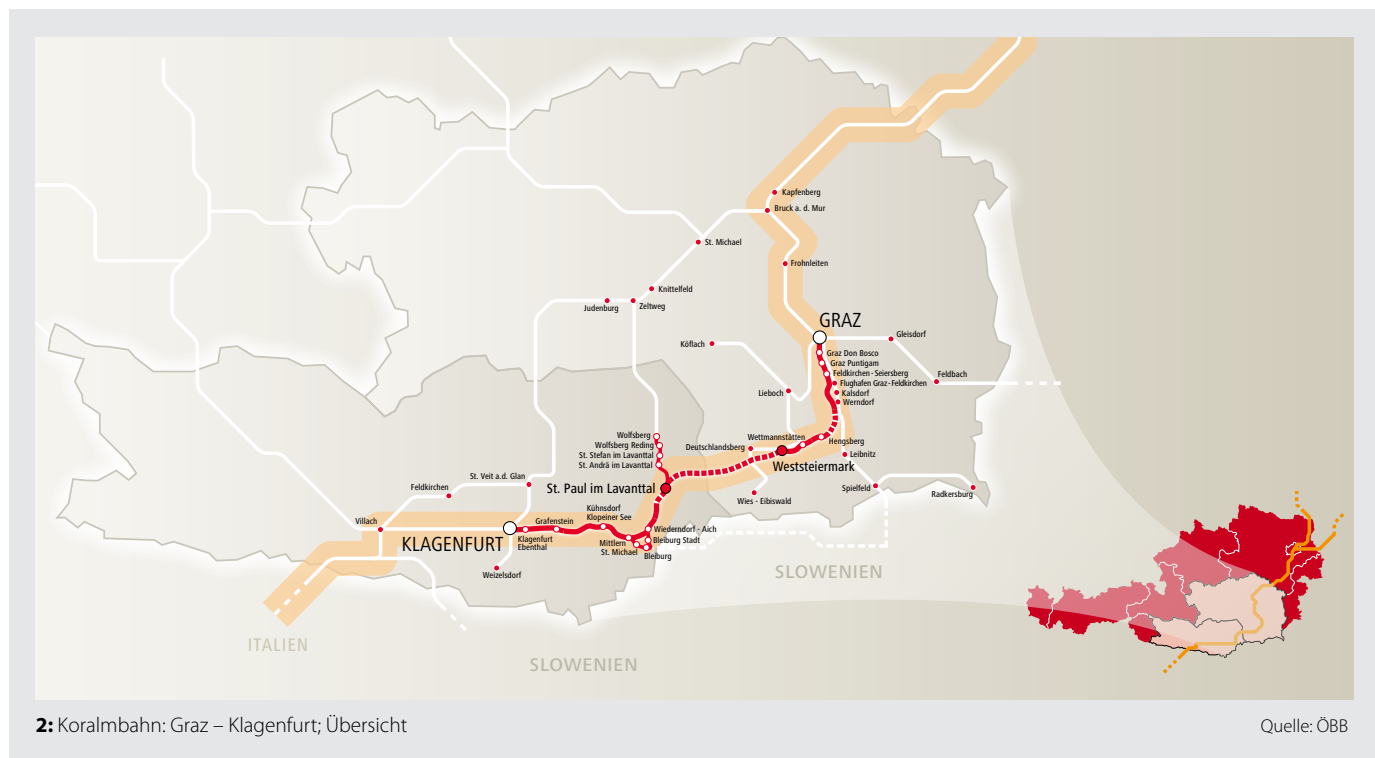 Kapfenberg
Bruck a. d. Mur
St. Michael
Frohnleiten
Knittelfeld
Judenburg
Zeltweg
GRAZ
Gleisdorf
Köflach
Graz Don Bosco
Graz Puntigam
Feldkirchen - Seiersberg
Feldbach
Flughafen Graz - Feldkirchen
Lieboch
Kalsdorf
Werndorf
Wolfsberg
Wettmannstätten
Hengsberg
Wolfsberg Reding
Deutschlandsberg
St. Stefan im Lavanttal
Leibnitz
St. Andrä im Lavanttal
Weststeiermark
St. Veit a.d. Glan
Feldkirchen
St. Paul im Lavanttal
Spielfeld
Radkersburg
Wies - Eibiswald
Kühnsdorf
Klopeiner See
Villach
Grafenstein
Wiederndorf - Aich
KLAGENFURT
Klagenfurt
Ebenthal
Mittlern
Bleiburg Stadt
St. Michael
Bleiburg
Weizelsdorf
SLOWENIEN
ITALIEN
SLOWENIEN
2: Koralmbahn: Graz – Klagenfurt; Übersicht
Quelle: ÖBB